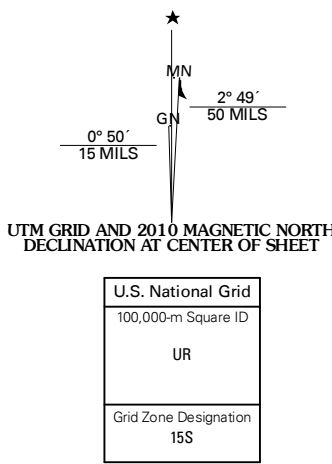 ★
MN
GN
2° 49´
50 MILS
0° 50´
15 MILS
UTM GRID AND 2010 MAGNETIC NORTH
DECLINATION AT CENTER OF SHEET
U.S. National Grid
100,000-m Square ID
UR
Grid Zone Designation
15S